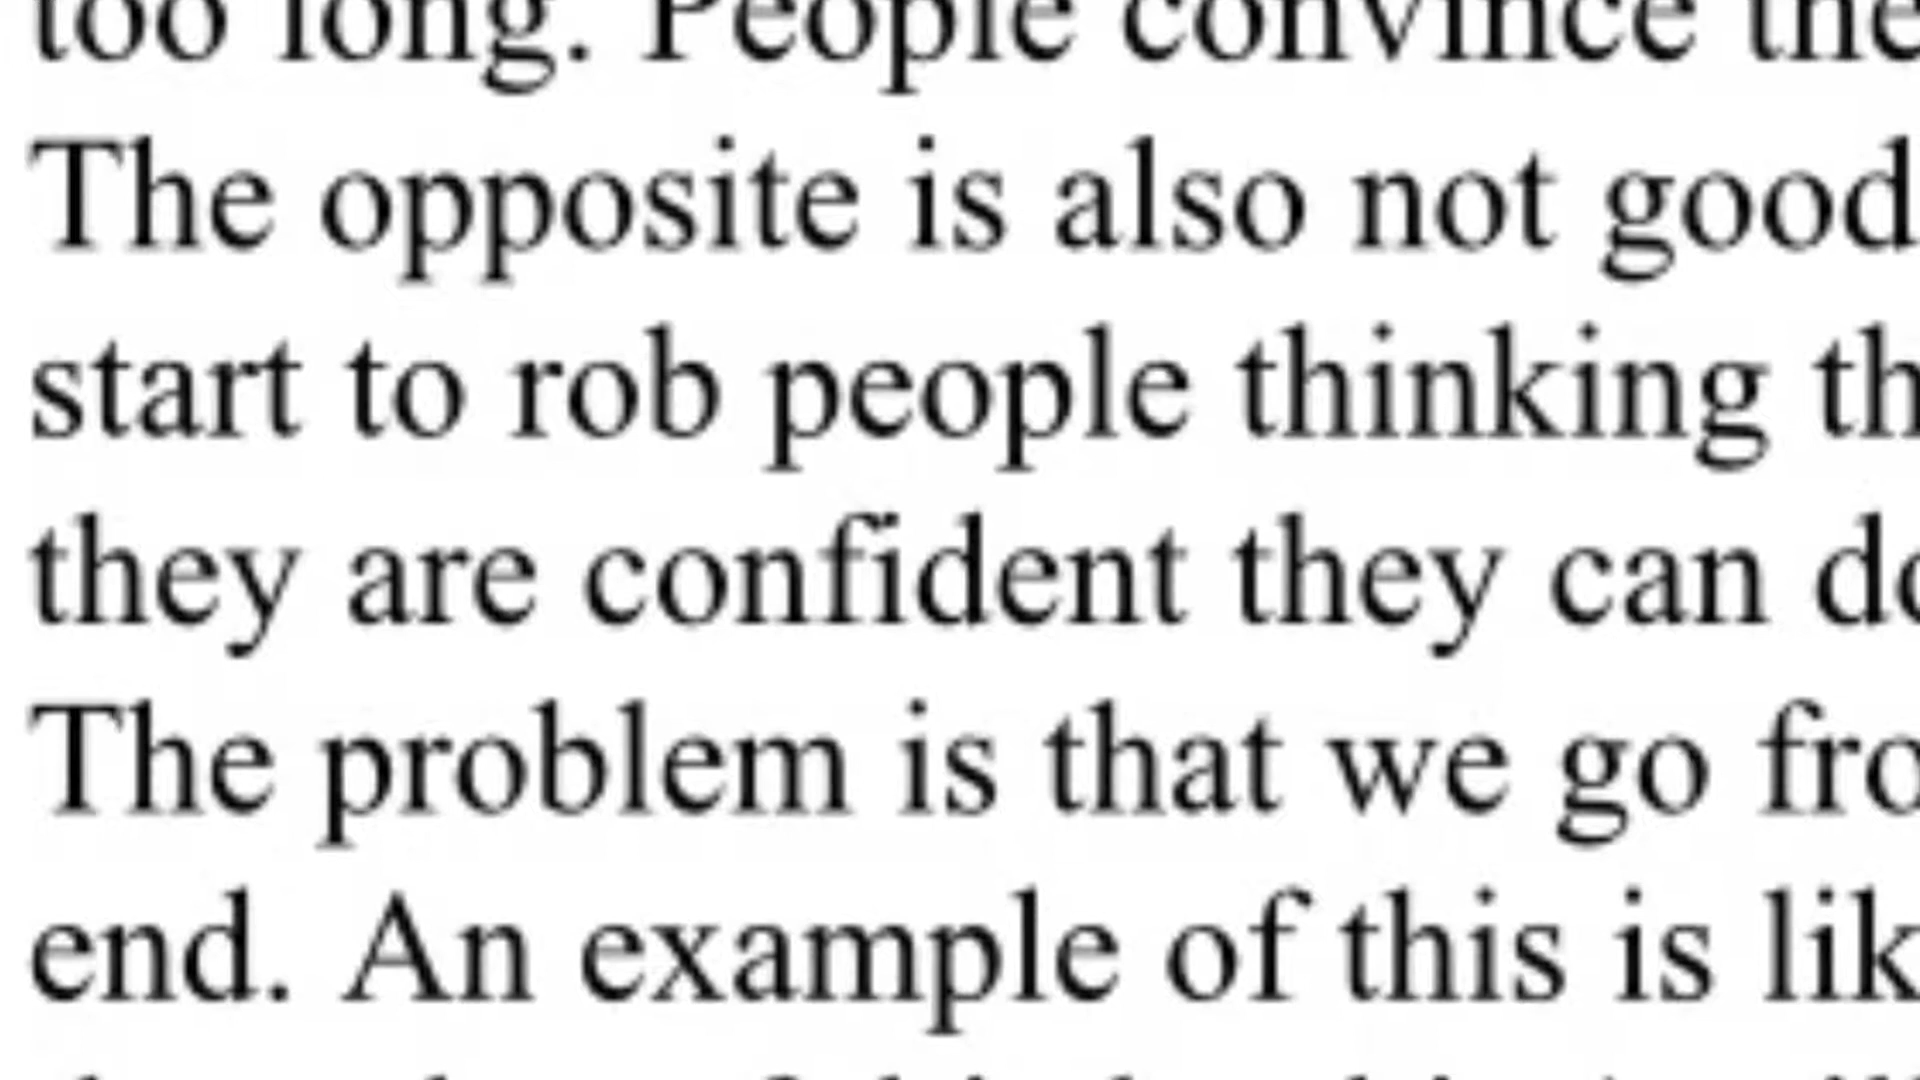 too long. People convince the
The opposite is also not good
start to rob people thinking th
they are confident they can do
The problem is that we go fro
end. An example of this is lik